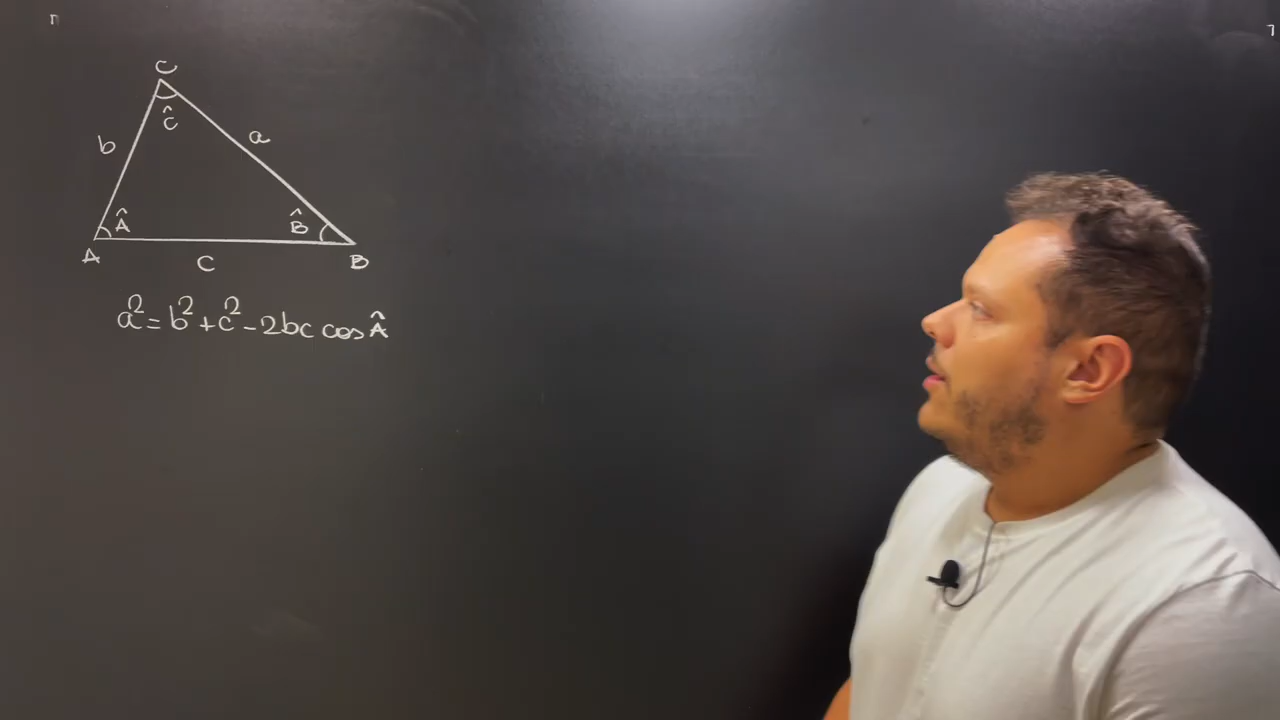 C
Ĉ
b
a
Â
B̂
A
c
B
a²=b²+c²-2bc cos Â